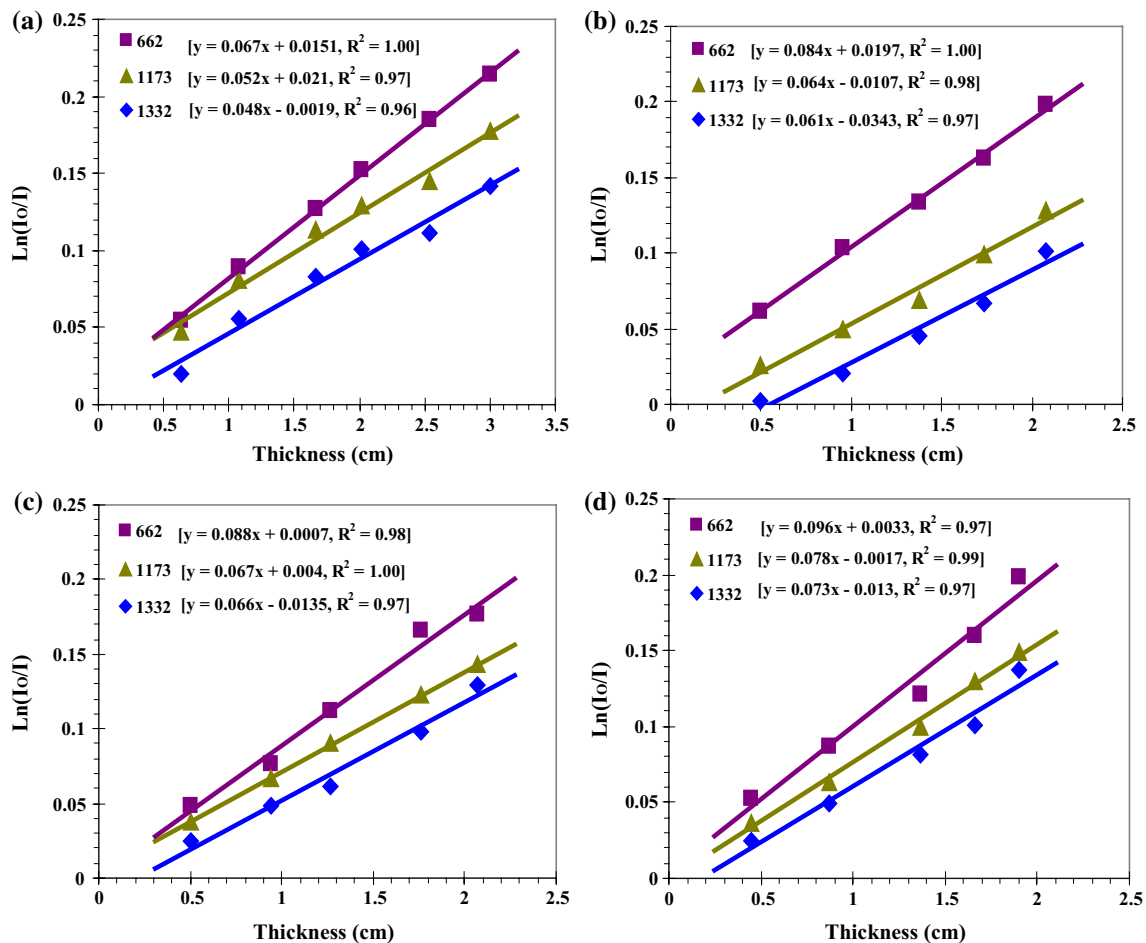 (a)
0.25
0.2
0.15
0.1
0.05
0
Ln(Io/I)
662 [y = 0.067x + 0.0151, R² = 1.00]
1173 [y = 0.052x + 0.021, R² = 0.97]
1332 [y = 0.048x - 0.0019, R² = 0.96]
0 0.5 1 1.5 2 2.5 3 3.5
Thickness (cm)
(b)
0.25
0.2
0.15
0.1
0.05
0
Ln(Io/I)
662 [y = 0.084x + 0.0197, R² = 1.00]
1173 [y = 0.064x - 0.0107, R² = 0.98]
1332 [y = 0.061x - 0.0343, R² = 0.97]
0 0.5 1 1.5 2 2.5
Thickness (cm)
(c)
0.25
0.2
0.15
0.1
0.05
0
Ln(Io/I)
662 [y = 0.088x + 0.0007, R² = 0.98]
1173 [y = 0.067x + 0.004, R² = 1.00]
1332 [y = 0.066x - 0.0135, R² = 0.97]
0 0.5 1 1.5 2 2.5
Thickness (cm)
(d)
0.25
0.2
0.15
0.1
0.05
0
Ln(Io/I)
662 [y = 0.096x + 0.0033, R² = 0.97]
1173 [y = 0.078x - 0.0017, R² = 0.99]
1332 [y = 0.073x - 0.013, R² = 0.97]
0 0.5 1 1.5 2 2.5
Thickness (cm)